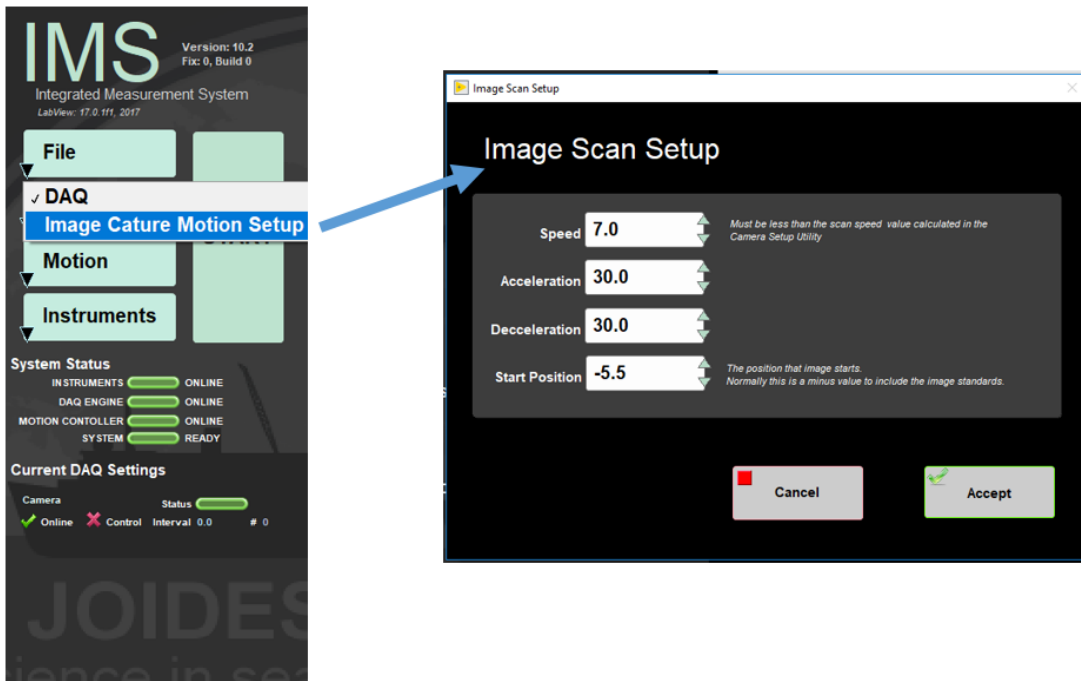 IMS
Version: 10.2
Fix: 0, Build 0
Integrated Measurement System
LabView: 17.0.1f1, 2017
File
✓ DAQ
Image Cature Motion Setup
START
Motion
Instruments
System Status
INSTRUMENTS ONLINE
DAQ ENGINE ONLINE
MOTION CONTOLLER ONLINE
SYSTEM READY
Current DAQ Settings
Camera Status
Online Control Interval 0.0 # 0
JOIDES
Image Scan Setup
Image Scan Setup
Speed 7.0
Must be less than the scan speed value calculated in the
Camera Setup Utility
Acceleration 30.0
Decceleration 30.0
Start Position -5.5
The position that image starts.
Normally this is a minus value to include the image standards.
Cancel
Accept